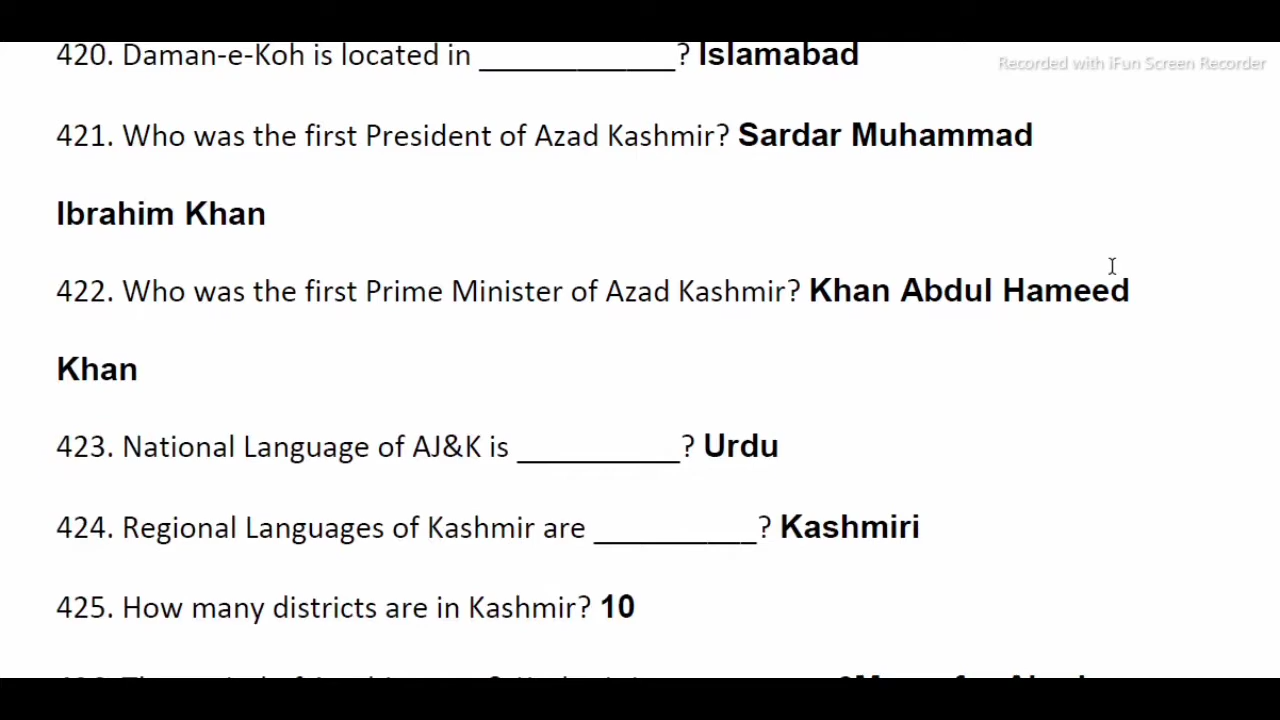 420. Daman-e-Koh is located in ____________? Islamabad
Recorded with iFun Screen Recorder
421. Who was the first President of Azad Kashmir? Sardar Muhammad
Ibrahim Khan
422. Who was the first Prime Minister of Azad Kashmir? Khan Abdul Hameed
Khan
423. National Language of AJ&K is __________? Urdu
424. Regional Languages of Kashmir are __________? Kashmiri
425. How many districts are in Kashmir? 10